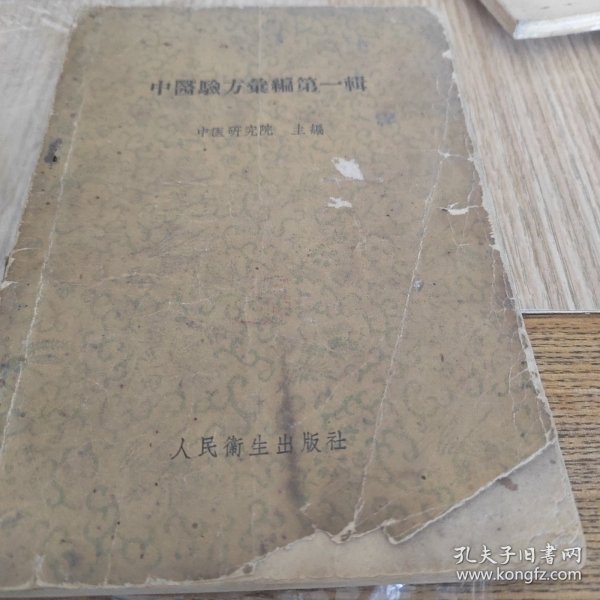 中醫驗方彙編第一輯
中医研究院 主編
人民衛生出版社
孔夫子旧書网
www.kongfz.com